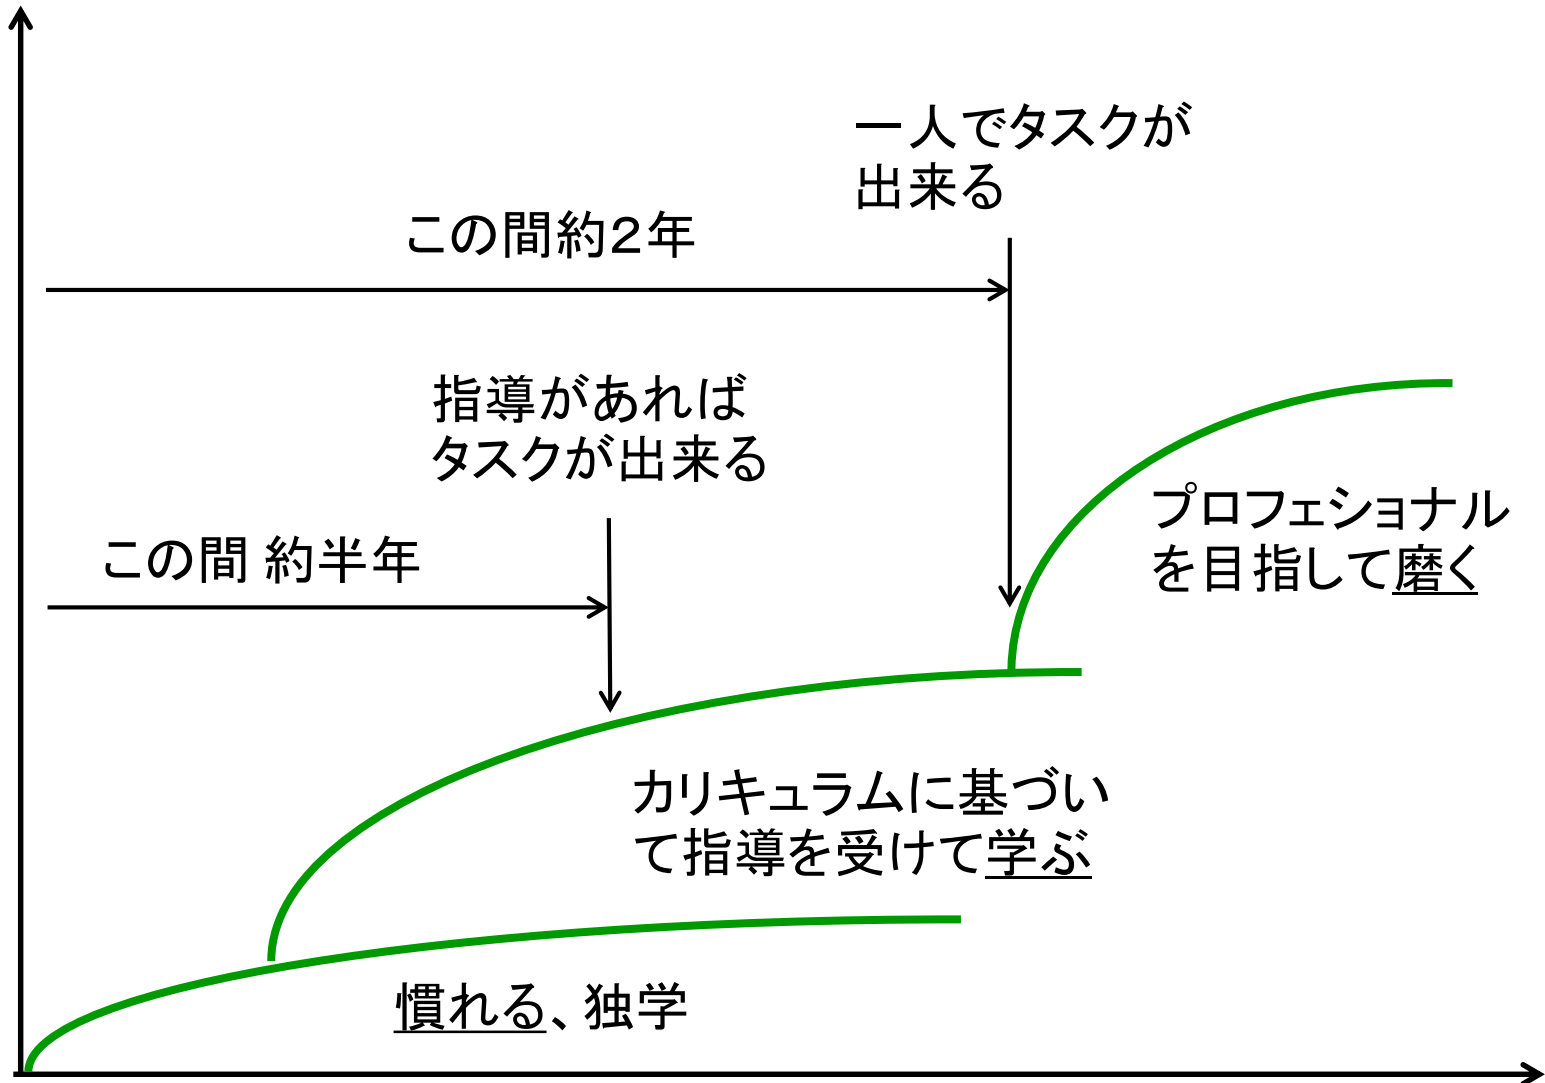 一人でタスクが
出来る
この間約２年
指導があれば
タスクが出来る
この間 約半年
プロフェショナル
を目指して磨く
カリキュラムに基づい
て指導を受けて学ぶ
慣れる、独学